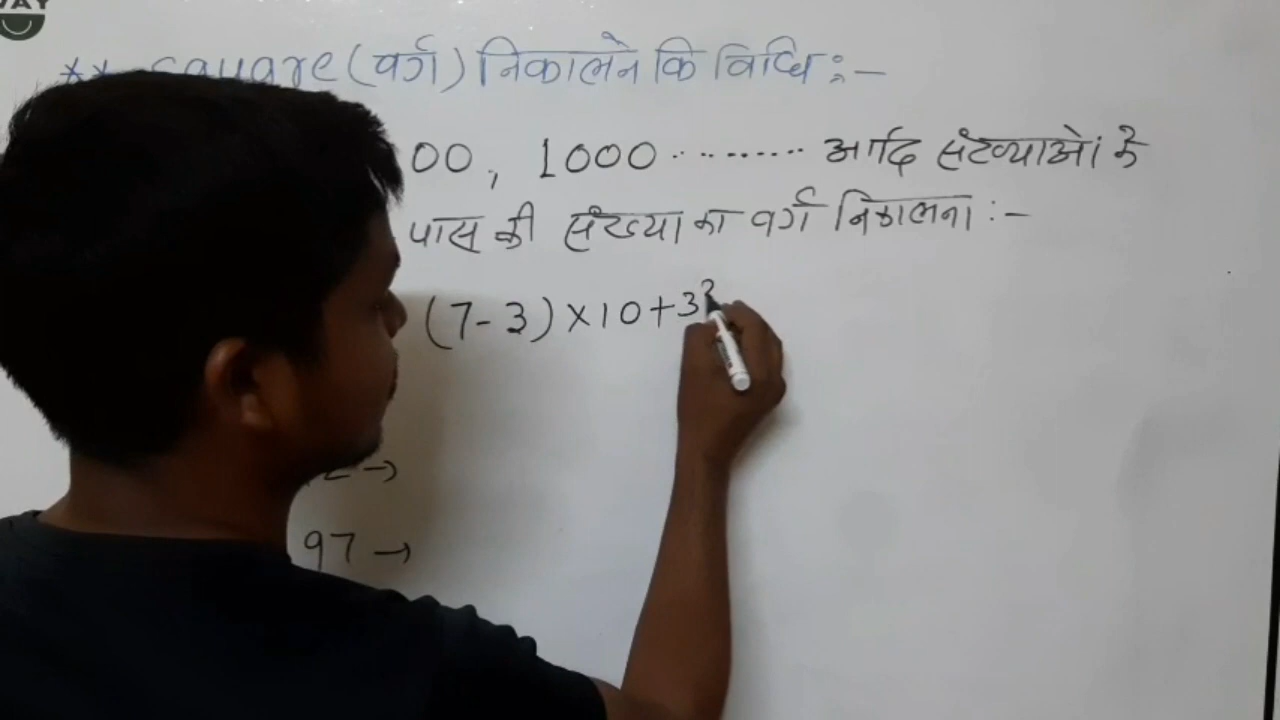 ** square (वर्ग) निकालने कि विधि :-
00, 1000 .......... आदि संख्याओं के
पास की संख्या का वर्ग निकालना :-
(7-3)×10+3²
97 →